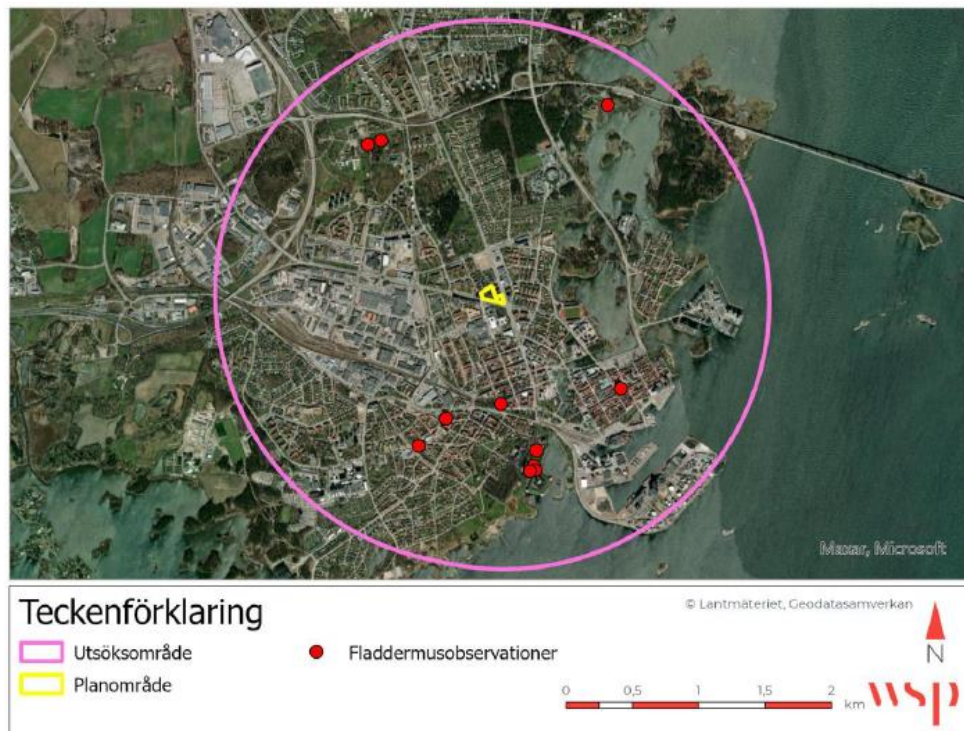 Maxar, Microsoft
Teckenförklaring
© Lantmäteriet, Geodatasamverkan
Utsöksområde
Fladdermusobservationer
Planområde
N
0 0,5 1 1,5 2
km
wsp